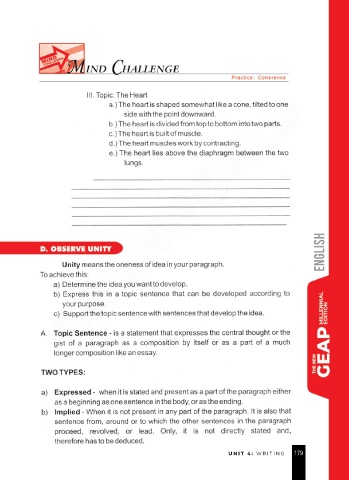 MIND CHALLENGE
Practice: Coherence
III. Topic: The Heart
a.) The heart is shaped somewhat like a cone, tilted to one
side with the point downward.
b.) The heart is divided from top to bottom into two parts.
c.) The heart is built of muscle.
d.) The heart muscles work by contracting.
e.) The heart lies above the diaphragm between the two
lungs.
D. OBSERVE UNITY
Unity means the oneness of idea in your paragraph.
To achieve this:
a) Determine the idea you want to develop.
b) Express this in a topic sentence that can be developed according to
your purpose.
c) Support the topic sentence with sentences that develop the idea.
A. Topic Sentence - is a statement that expresses the central thought or the
gist of a paragraph as a composition by itself or as a part of a much
longer composition like an essay.
TWO TYPES:
a) Expressed - when it is stated and present as a part of the paragraph either
as a beginning as one sentence in the body, or as the ending.
b) Implied - When it is not present in any part of the paragraph. It is also that
sentence from, around or to which the other sentences in the paragraph
proceed, revolved, or lead. Only, it is not directly stated and,
therefore has to be deduced.
UNIT 4: WRITING 179
ENGLISH
THE NEW
GEAP
MILLENNIAL
EDITION